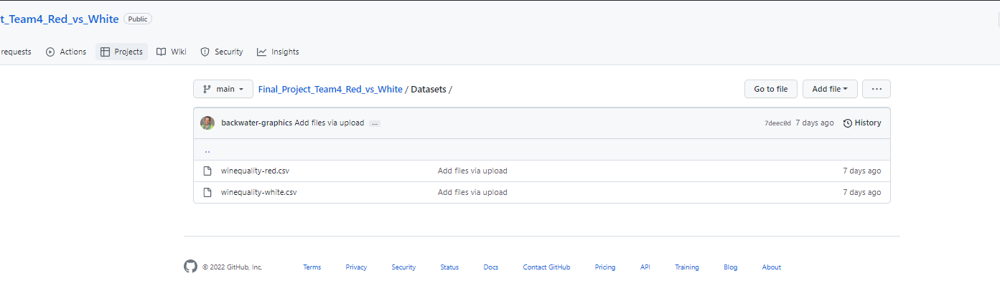 t_Team4_Red_vs_White Public
requests Actions Projects Wiki Security Insights
main Final_Project_Team4_Red_vs_White / Datasets / Go to file Add file ...
backwater-graphics Add files via upload ... 7deec0d 7 days ago History
..
winequality-red.csv Add files via upload 7 days ago
winequality-white.csv Add files via upload 7 days ago
© 2022 GitHub, Inc. Terms Privacy Security Status Docs Contact GitHub Pricing API Training Blog About